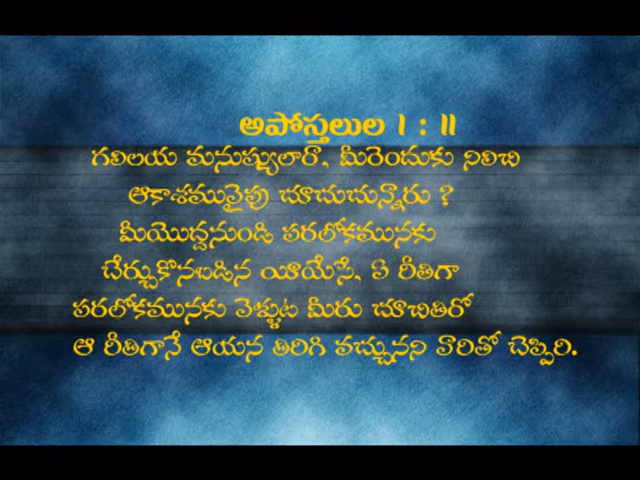 అపోస్తలుల 1 : 11
గలిలయ మనుష్యులారా, మీరెందుకు నిలిచి
ఆకాశమువైపు చూచుచున్నారు ?
మీయొద్దనుండి పరలోకమునకు
చేర్చుకొనబడిన యీయేసే, ఏ రీతిగా
పరలోకమునకు వెళ్ళుట మీరు చూచితిరో
ఆ రీతిగానే ఆయన తిరిగి వచ్చునని వారితో చెప్పిరి.